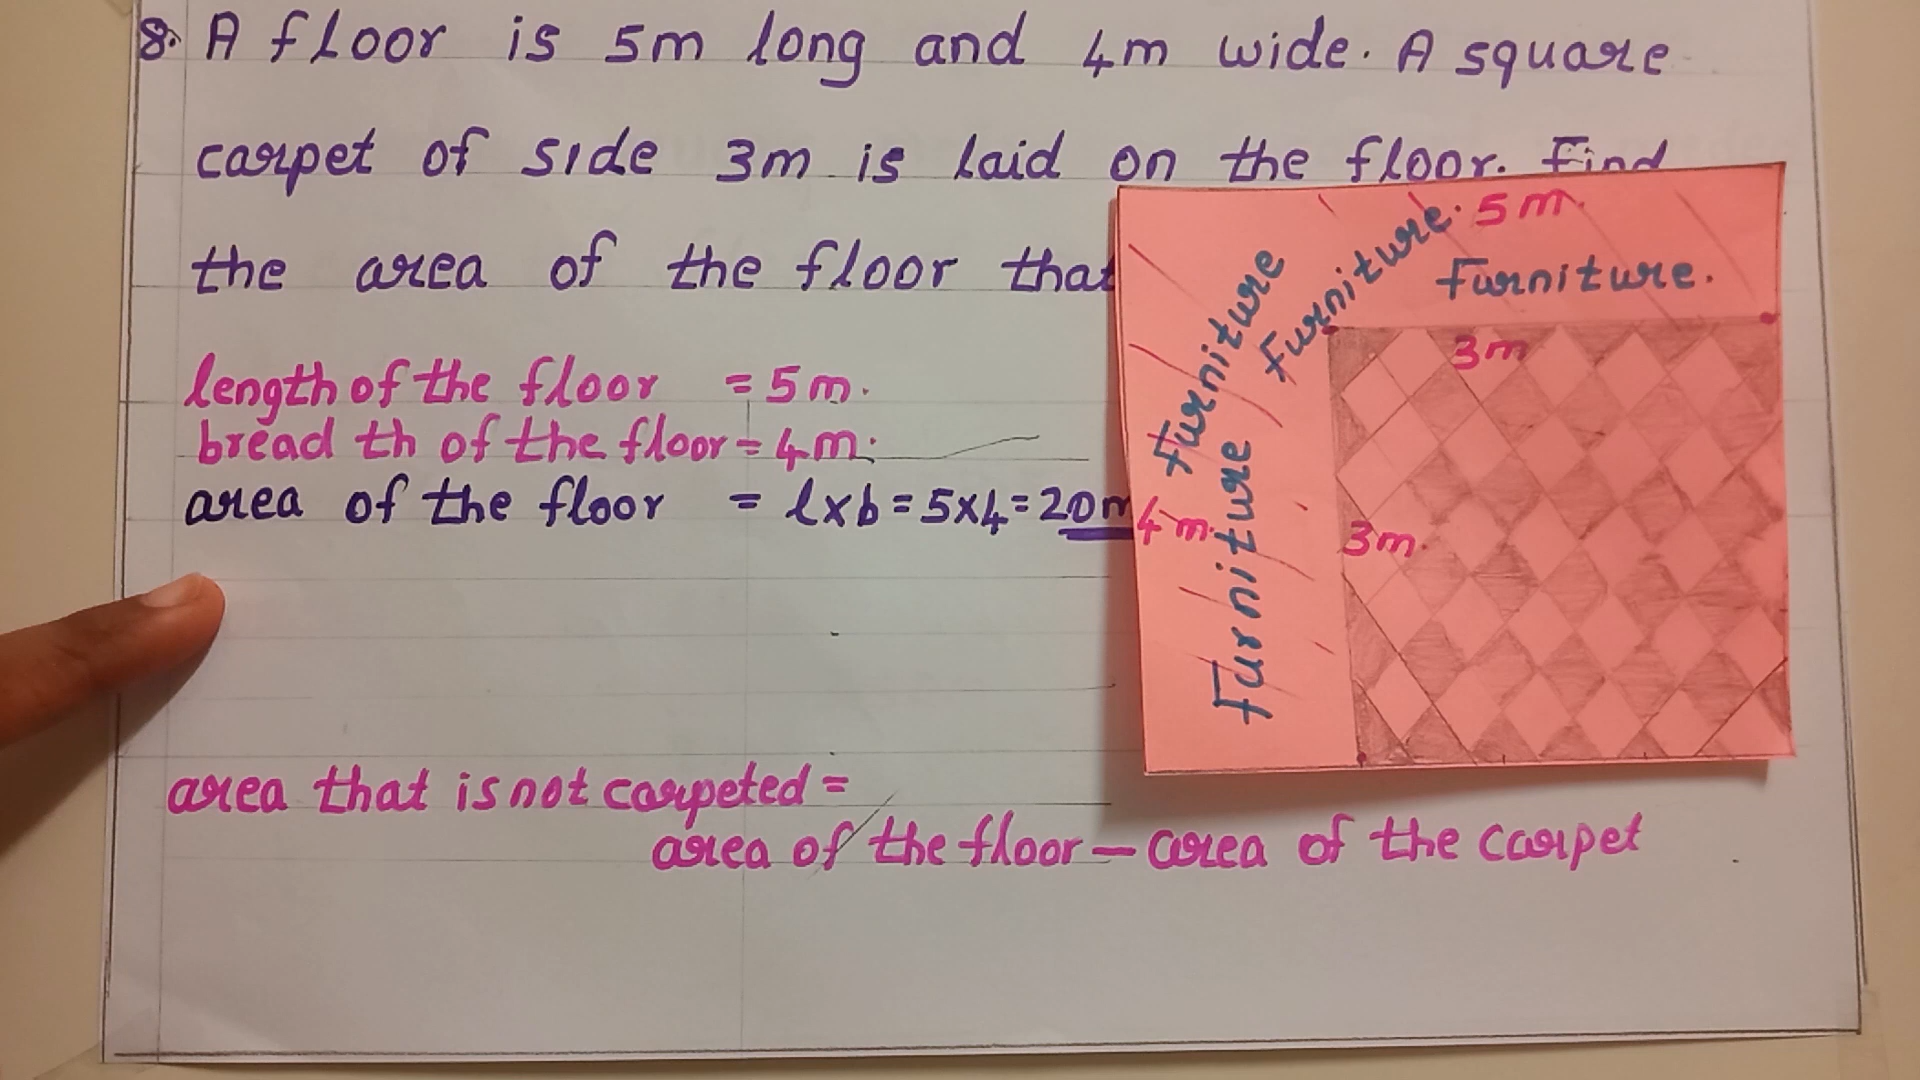 8. A floor is 5m long and 4m wide. A square
carpet of side 3m is laid on the floor. Find
the area of the floor that
length of the floor = 5m.
breadth of the floor = 4m.
area of the floor = l×b = 5×4 = 20m
area that is not carpeted =
area of the floor – area of the carpet
5m.
Furniture.
Furniture.
Furniture
Furniture
4m.
3m
3m.